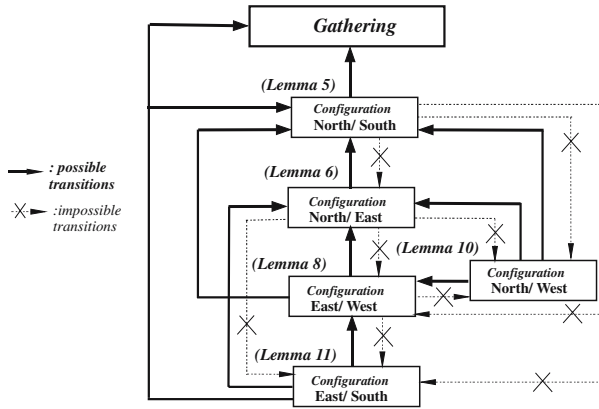 Gathering
(Lemma 5)
Configuration
North/ South
: possible
transitions
:impossible
transitions
(Lemma 6)
Configuration
North/ East
(Lemma 10)
(Lemma 8)
Configuration
East/ West
Configuration
North/ West
(Lemma 11)
Configuration
East/ South